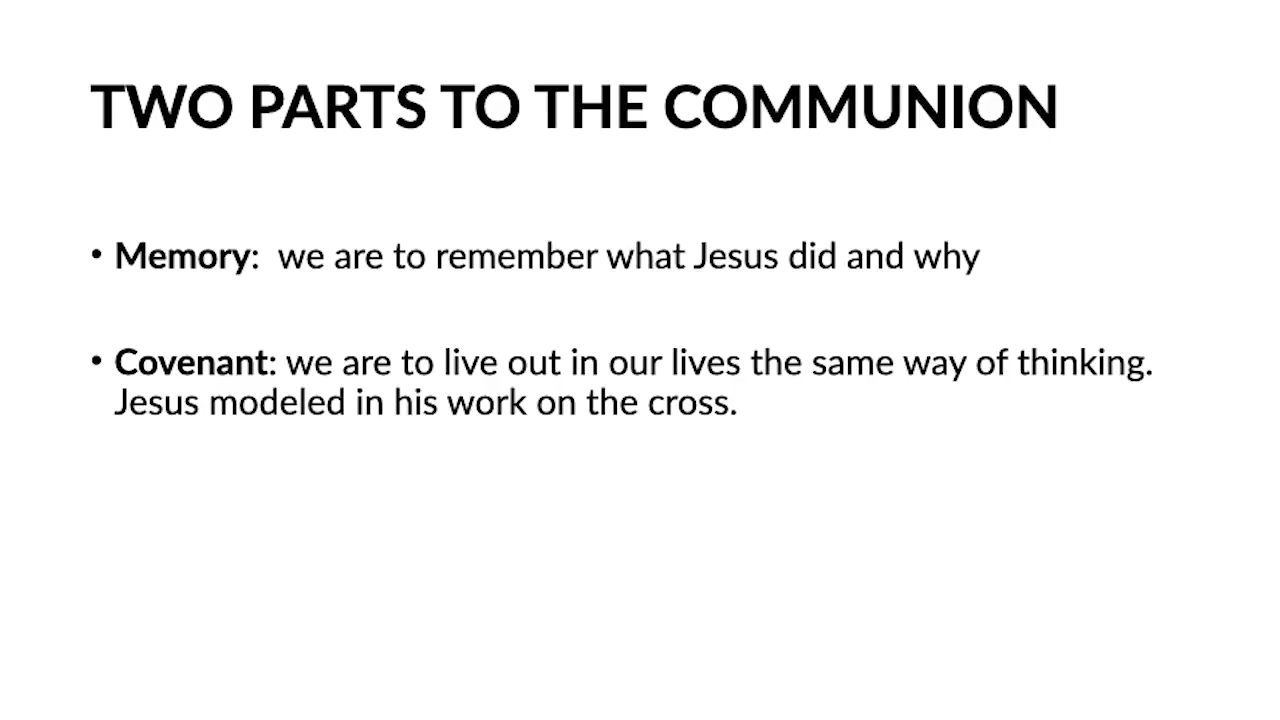 TWO PARTS TO THE COMMUNION
• Memory:  we are to remember what Jesus did and why
• Covenant: we are to live out in our lives the same way of thinking.
Jesus modeled in his work on the cross.